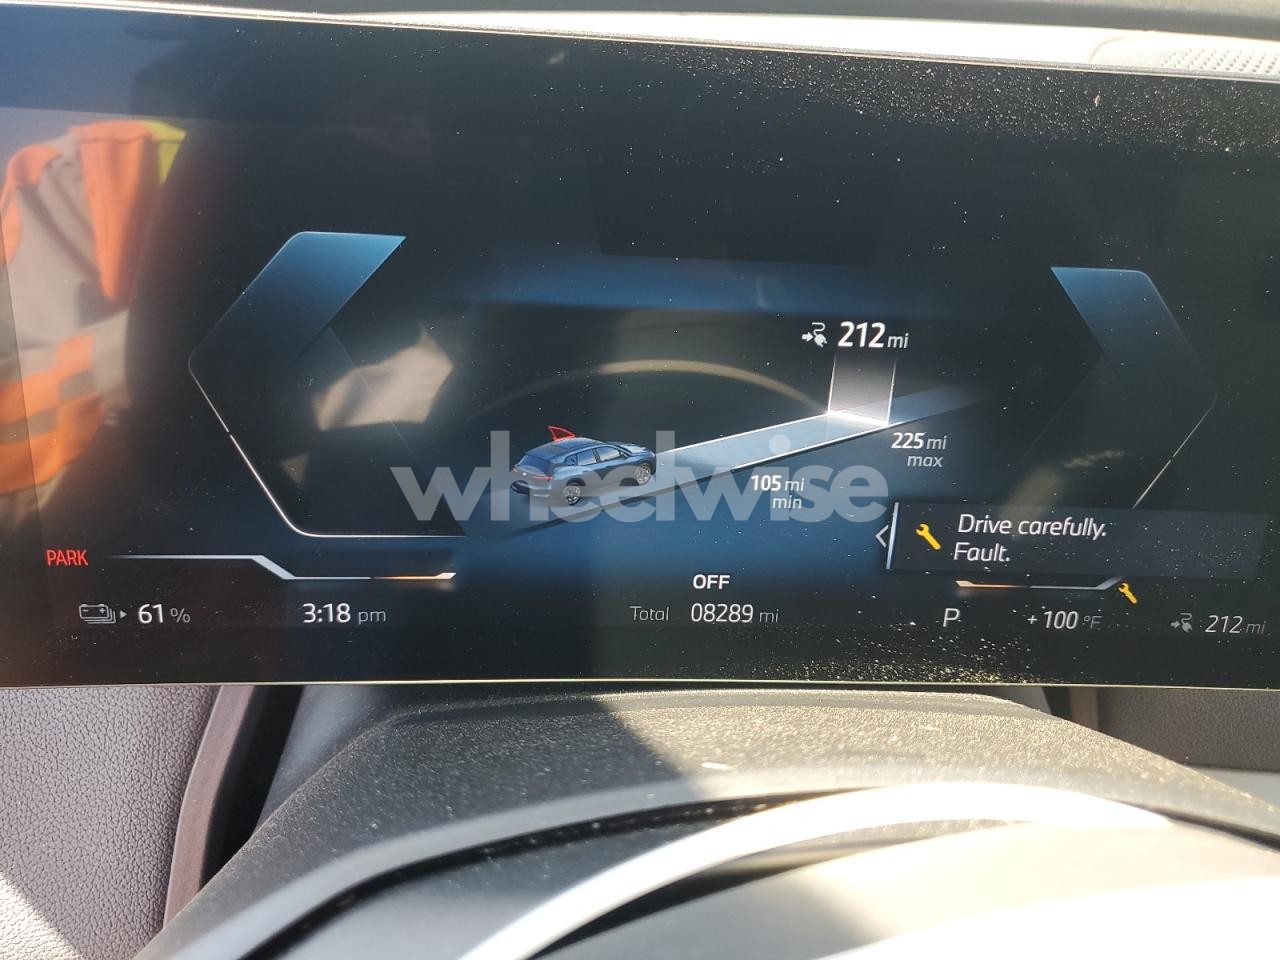 212 mi
225 mi
max
105 mi
min
wheelwise
Drive carefully.
Fault.
PARK
OFF
61 %
3:18 pm
Total 08289 mi
P
+100 °F
212 mi